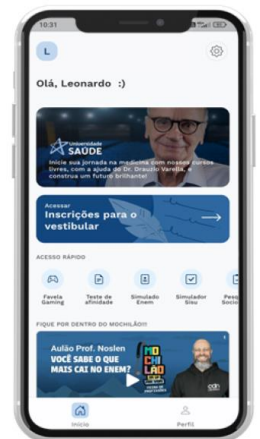 10:31
L
Olá, Leonardo :)
Universidade
SAÚDE
Inicie sua jornada na medicina com nossos cursos
livres, com a ajuda do Dr. Drauzio Varella, e
construa um futuro brilhante!
Acessar
Inscrições para o
vestibular
ACESSO RÁPIDO
Favela
Gaming
Teste de
afinidade
Simulado
Enem
Simulador
Sisu
Pesq
Socio
FIQUE POR DENTRO DO MOCHILÃO!!!
Aulão Prof. Noslen
VOCÊ SABE O QUE
MAIS CAI NO ENEM?
Início
Perfil